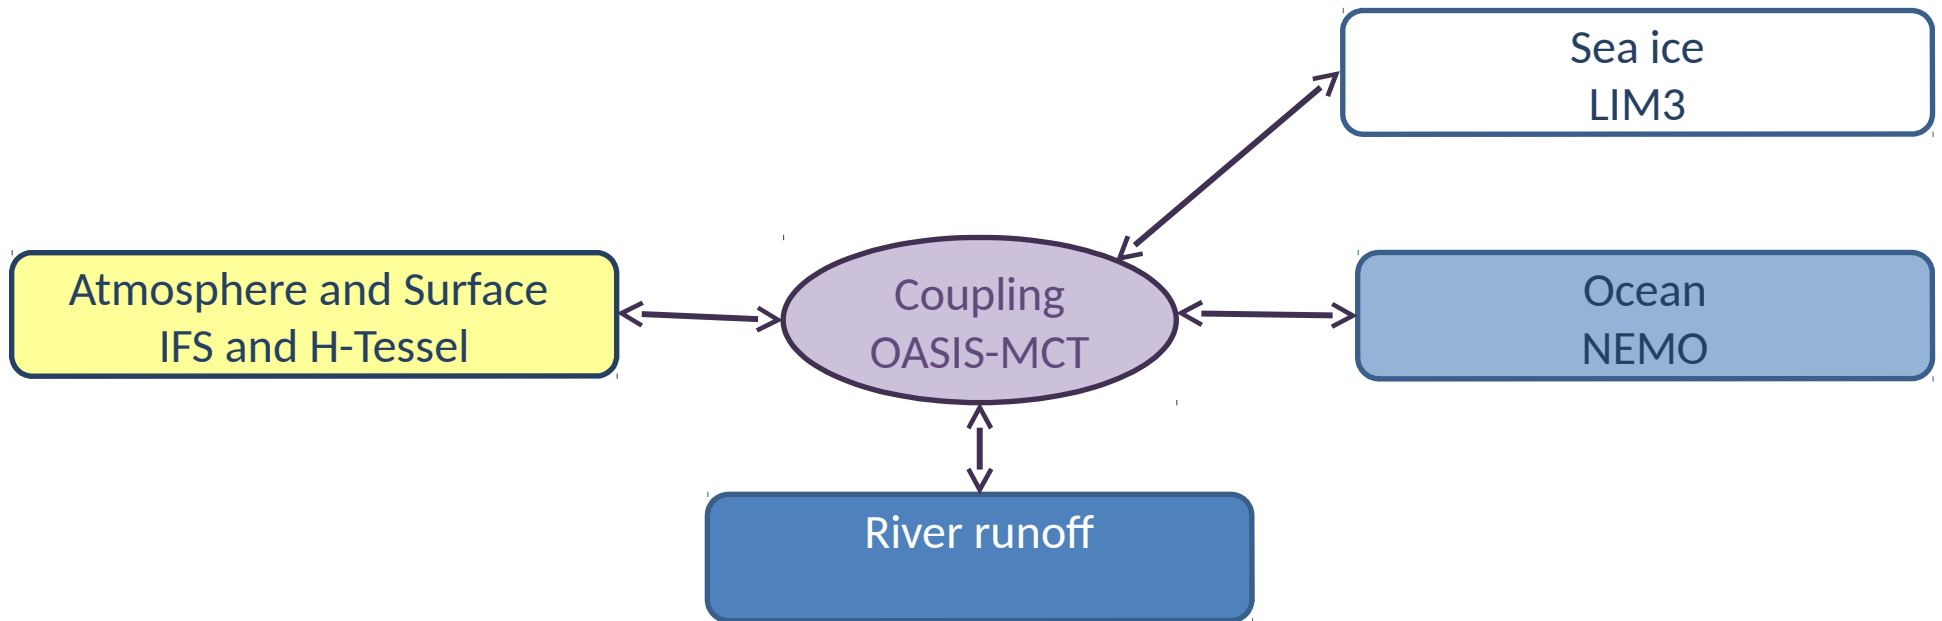 Sea ice
LIM3
Atmosphere and Surface
IFS and H-Tessel
Coupling
OASIS-MCT
Ocean
NEMO
River runoff